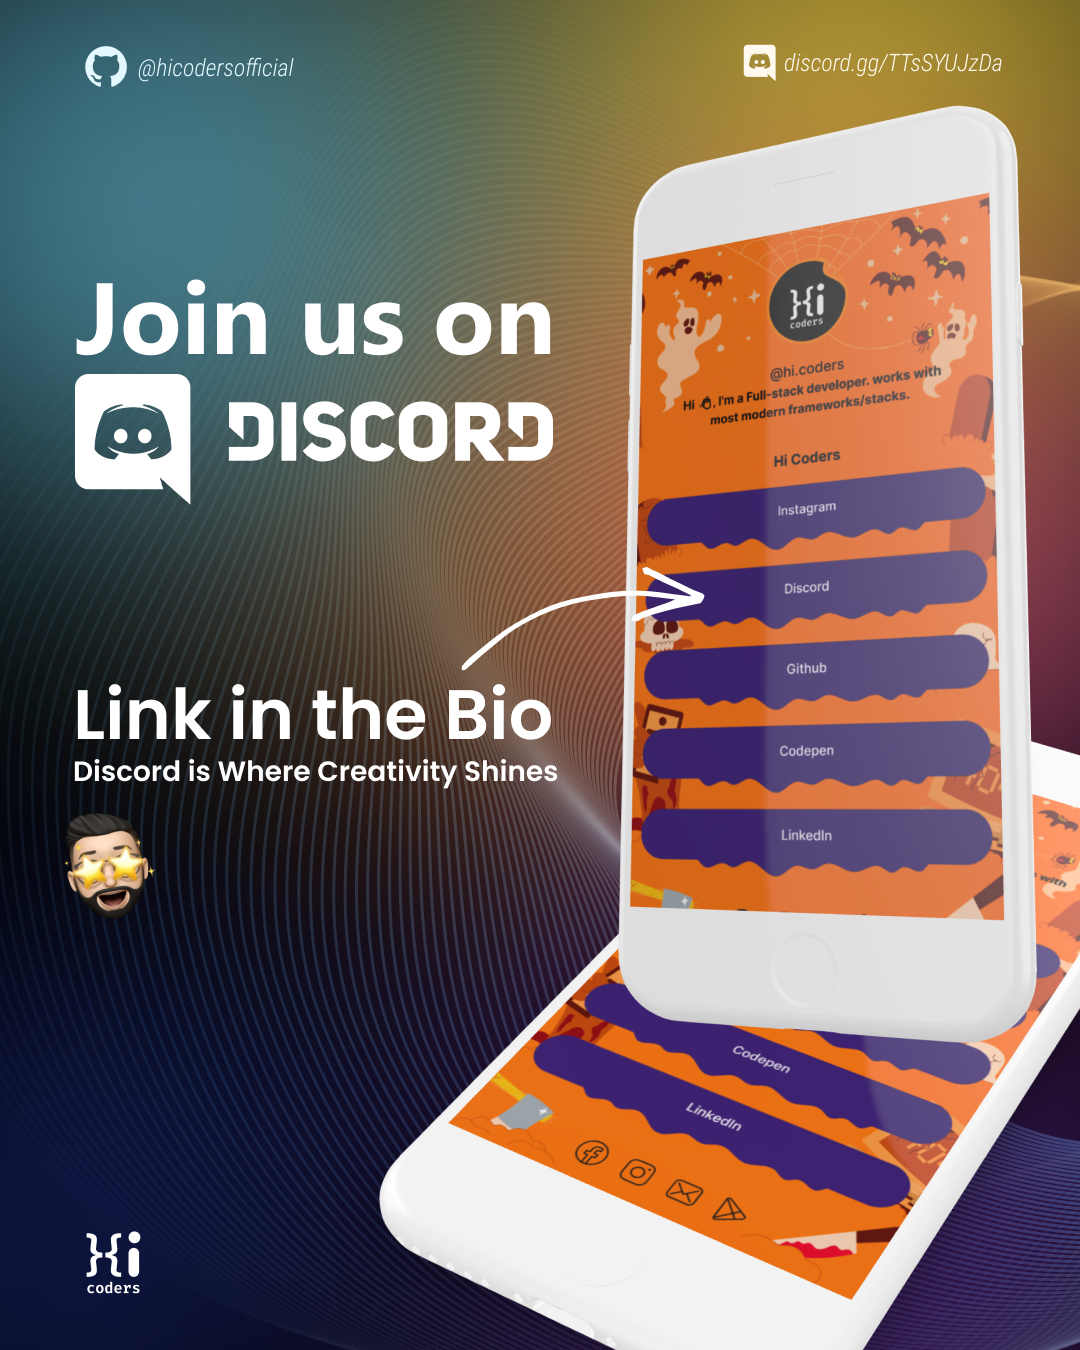 @hicodersofficial
discord.gg/TTsSYUJzDa
Join us on
DISCORD
Link in the Bio
Discord is Where Creativity Shines
Hi
coders
@hi.coders
Hi 👋, I'm a Full-stack developer. works with
most modern frameworks/stacks.
Hi Coders
Instagram
Discord
Github
Codepen
LinkedIn
with
Codepen
LinkedIn
Hi
coders